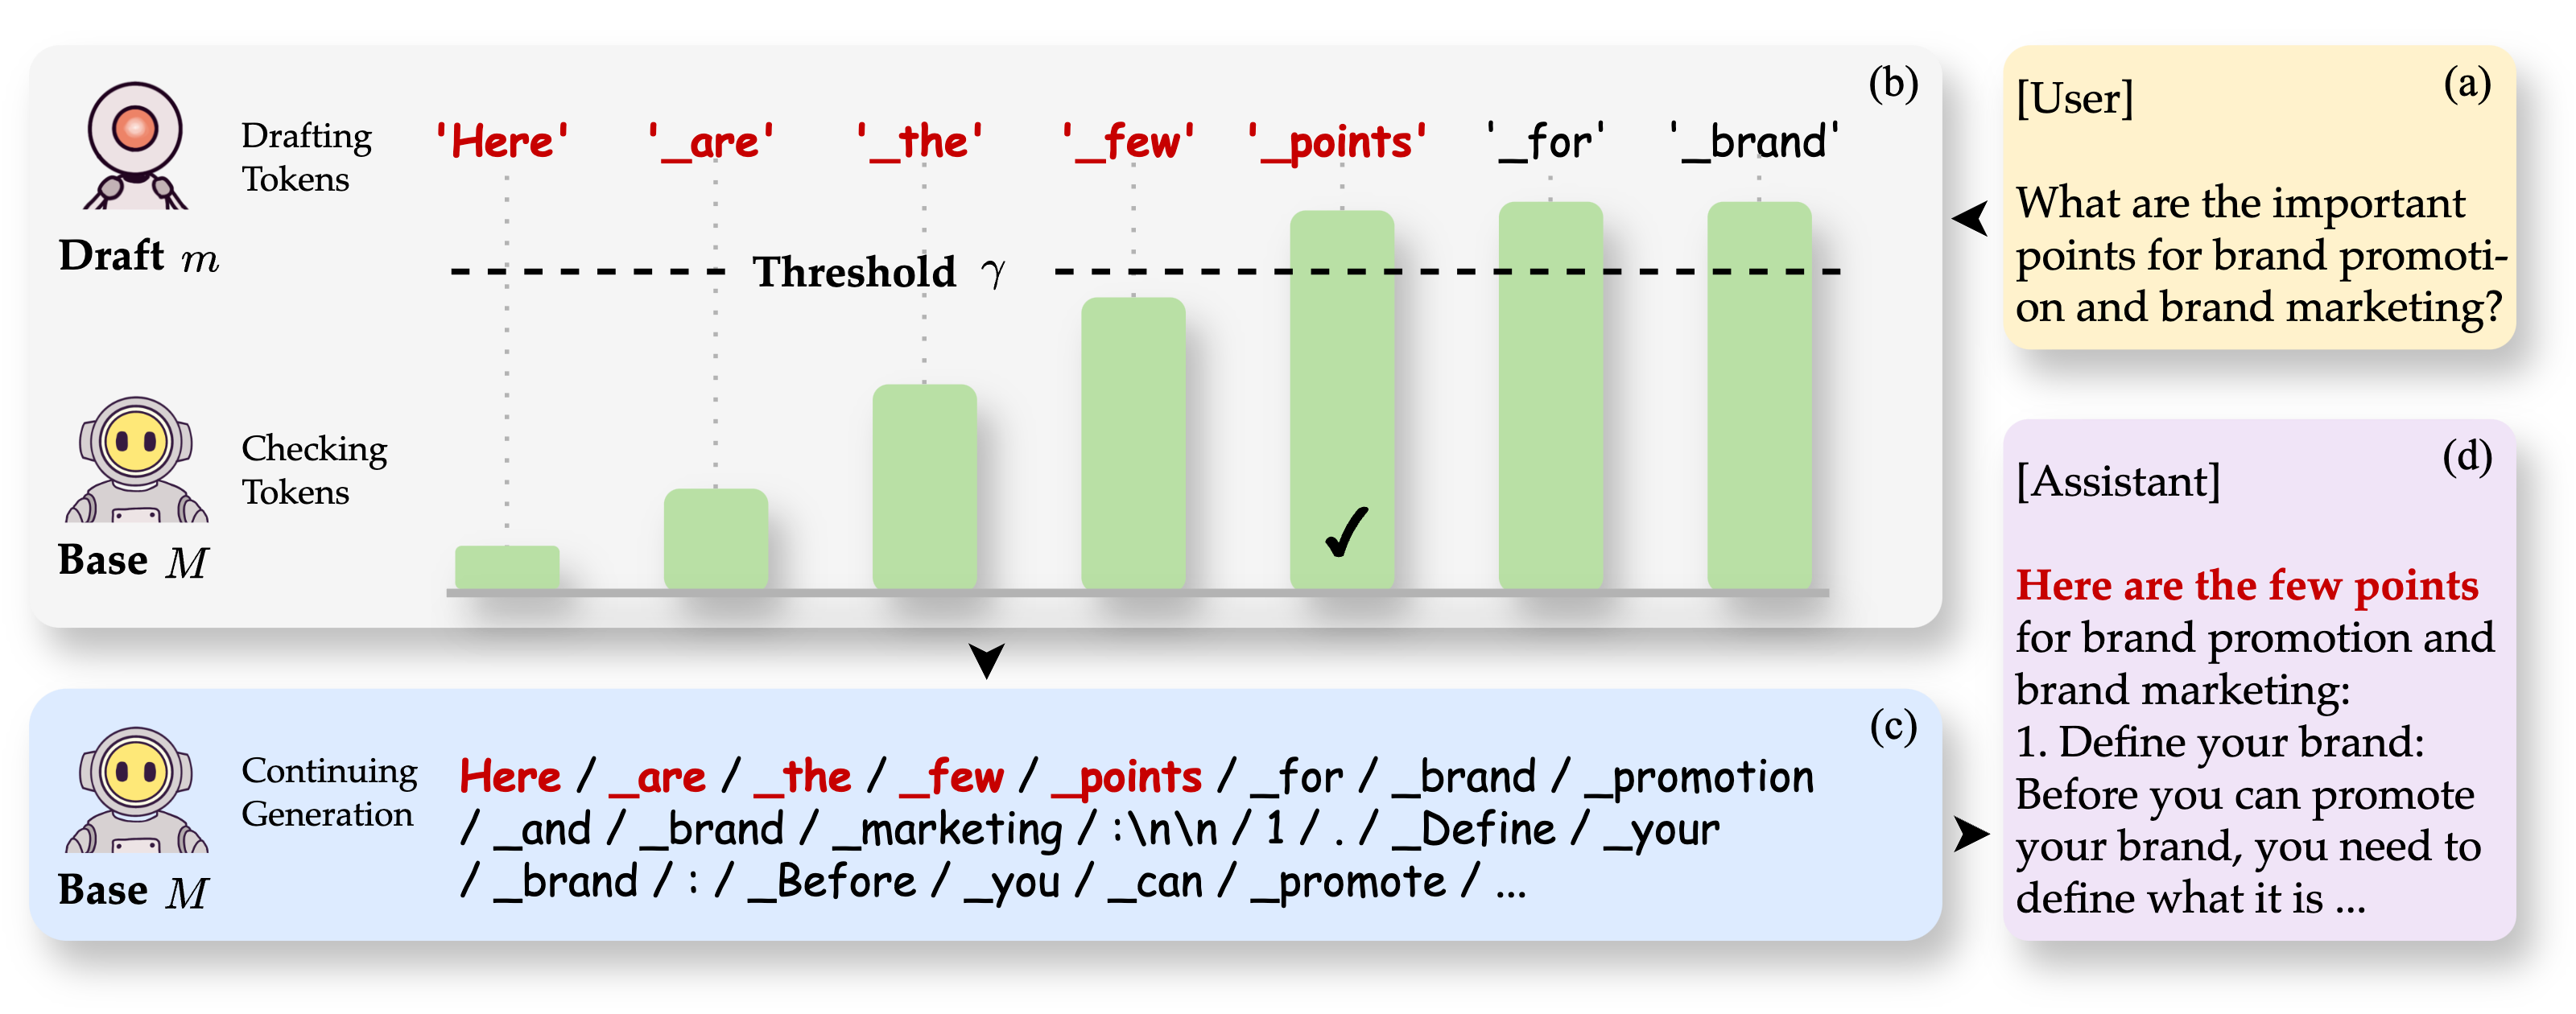 (b)
Drafting
Tokens
'Here' '_are' '_the' '_few' '_points' '_for' '_brand'
Draft m
Threshold γ
Checking
Tokens
✓
Base M
(a)
[User]
What are the important
points for brand promoti-
on and brand marketing?
(c)
Continuing
Generation
Base M
Here / _are / _the / _few / _points / _for / _brand / _promotion
/ _and / _brand / _marketing / :\n\n / 1 / . / _Define / _your
/ _brand / : / _Before / _you / _can / _promote / ...
(d)
[Assistant]
Here are the few points
for brand promotion and
brand marketing:
1. Define your brand:
Before you can promote
your brand, you need to
define what it is ...